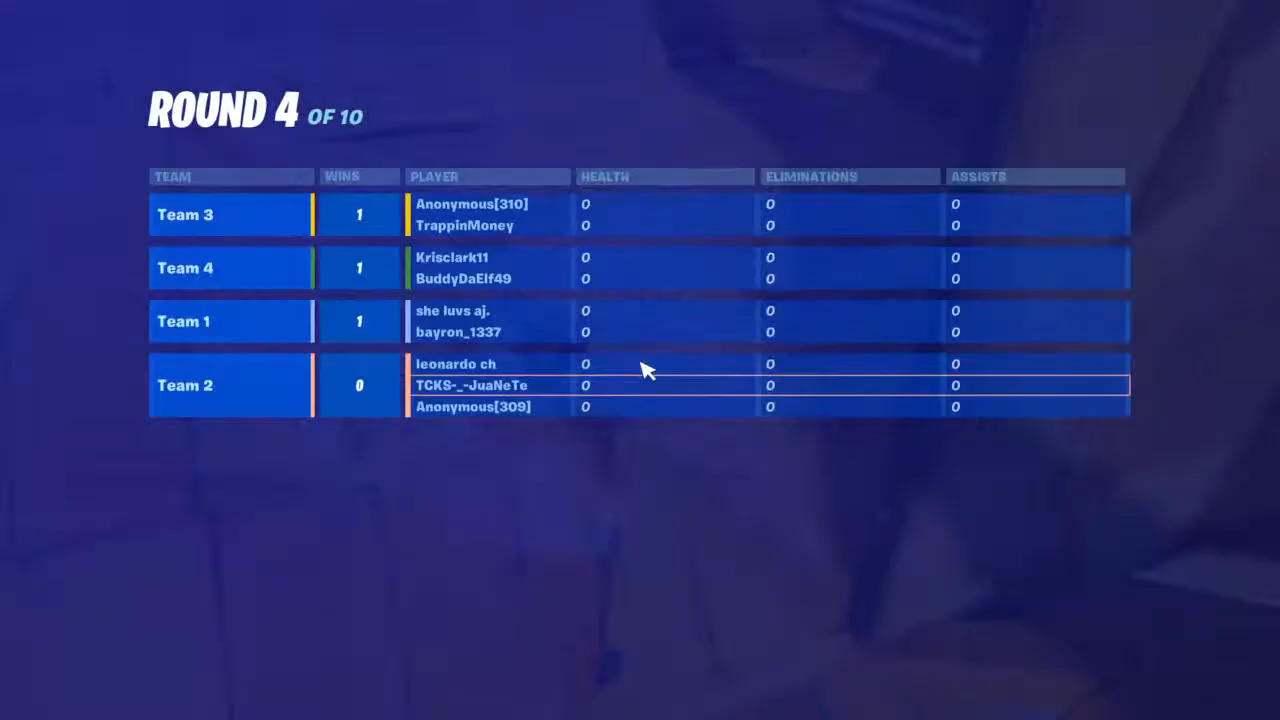 ROUND 4 OF 10
TEAM WINS PLAYER HEALTH ELIMINATIONS ASSISTS
Team 3 1 Anonymous[310] 0 0 0
TrappinMoney 0 0 0
Team 4 1 Krisclark11 0 0 0
BuddyDaElf49 0 0 0
Team 1 1 she luvs aj. 0 0 0
bayron_1337 0 0 0
Team 2 0 leonardo ch 0 0 0
TCKS-_-JuaNeTe 0 0 0
Anonymous[309] 0 0 0